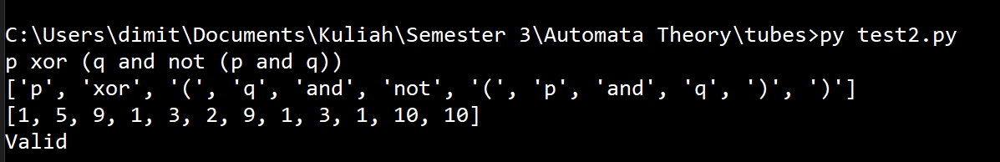 C:\Users\dimit\Documents\Kuliah\Semester 3\Automata Theory\tubes>py test2.py
p xor (q and not (p and q))
['p', 'xor', '(', 'q', 'and', 'not', '(', 'p', 'and', 'q', ')', ')']
[1, 5, 9, 1, 3, 2, 9, 1, 3, 1, 10, 10]
Valid